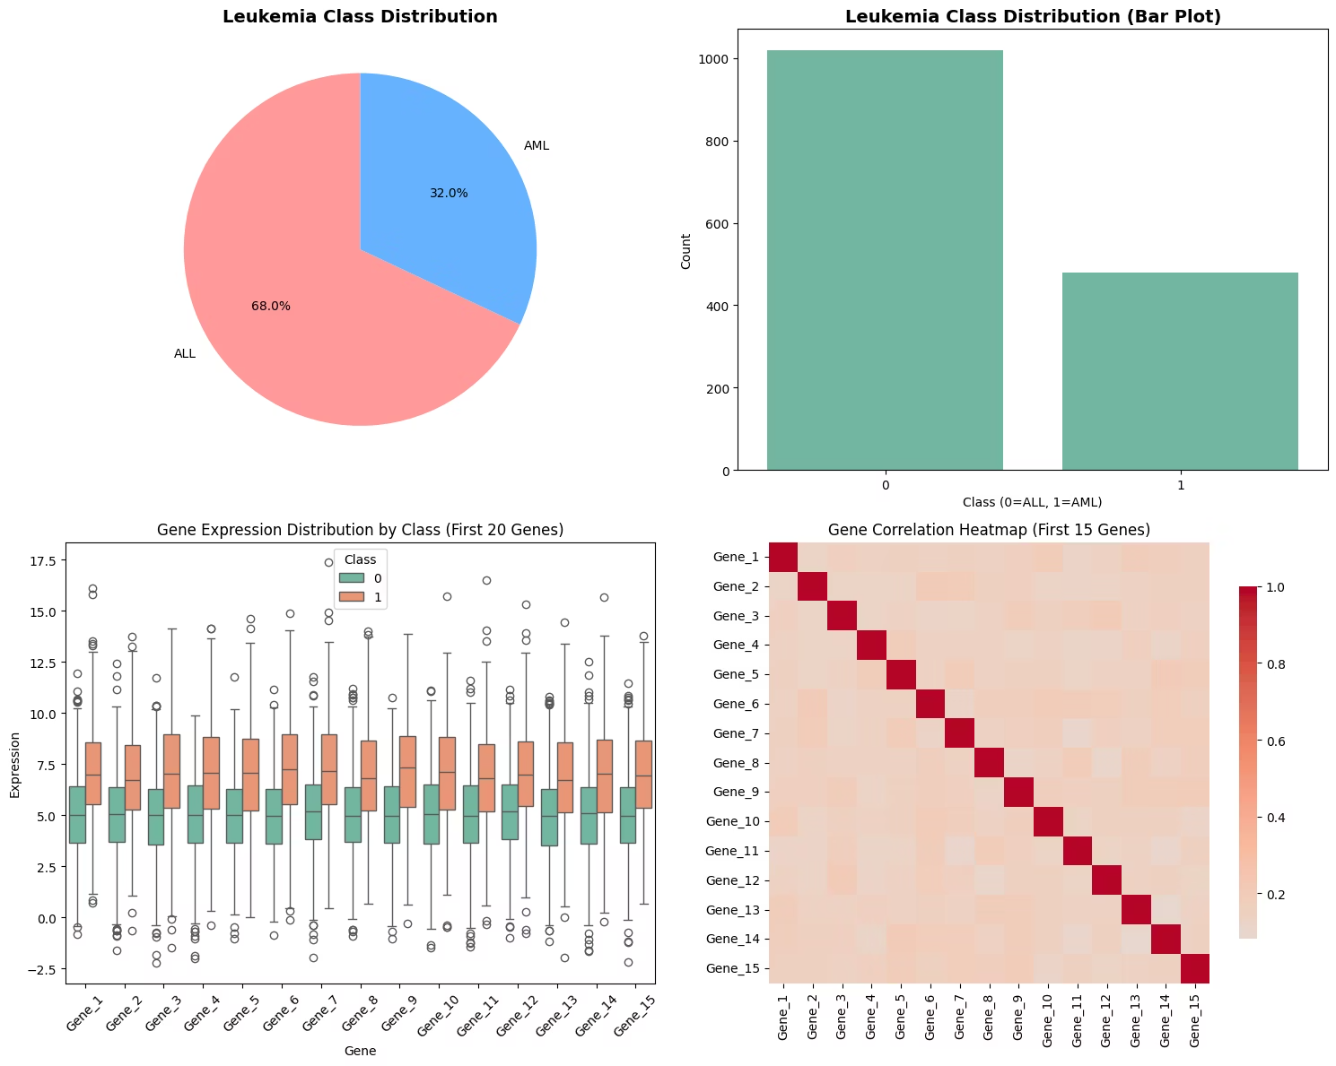 Leukemia Class Distribution
AML
32.0%
68.0%
ALL
Leukemia Class Distribution (Bar Plot)
Count
1000
800
600
400
200
0
0
1
Class (0=ALL, 1=AML)
Gene Expression Distribution by Class (First 20 Genes)
Expression
17.5
15.0
12.5
10.0
7.5
5.0
2.5
0.0
−2.5
Class
0
1
Gene_1
Gene_2
Gene_3
Gene_4
Gene_5
Gene_6
Gene_7
Gene_8
Gene_9
Gene_10
Gene_11
Gene_12
Gene_13
Gene_14
Gene_15
Gene
Gene Correlation Heatmap (First 15 Genes)
Gene_1
Gene_2
Gene_3
Gene_4
Gene_5
Gene_6
Gene_7
Gene_8
Gene_9
Gene_10
Gene_11
Gene_12
Gene_13
Gene_14
Gene_15
Gene_1
Gene_2
Gene_3
Gene_4
Gene_5
Gene_6
Gene_7
Gene_8
Gene_9
Gene_10
Gene_11
Gene_12
Gene_13
Gene_14
Gene_15
1.0
0.8
0.6
0.4
0.2